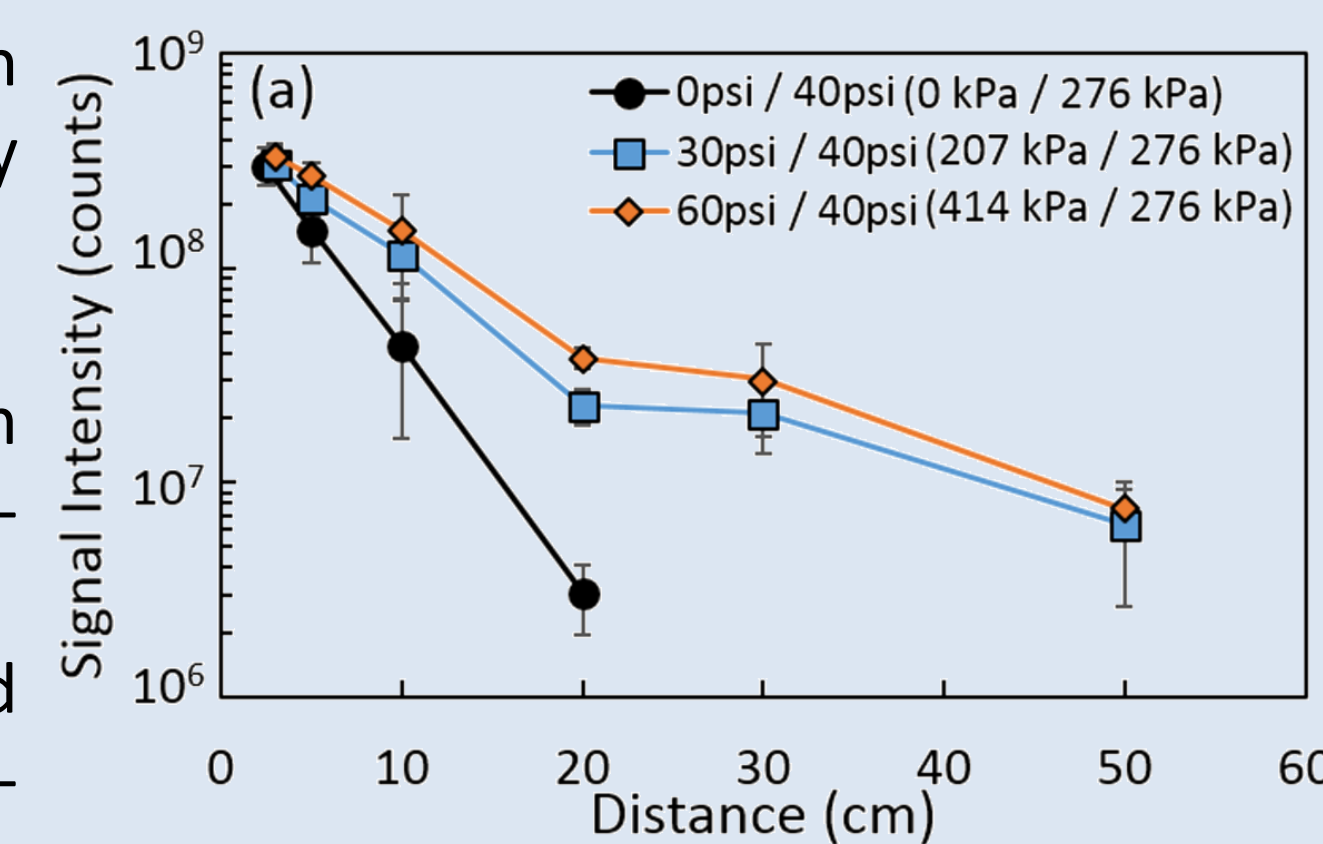 (a)
0psi / 40psi (0 kPa / 276 kPa)
30psi / 40psi (207 kPa / 276 kPa)
60psi / 40psi (414 kPa / 276 kPa)
Signal Intensity (counts)
10⁹
10⁸
10⁷
10⁶
0 10 20 30 40 50 60
Distance (cm)